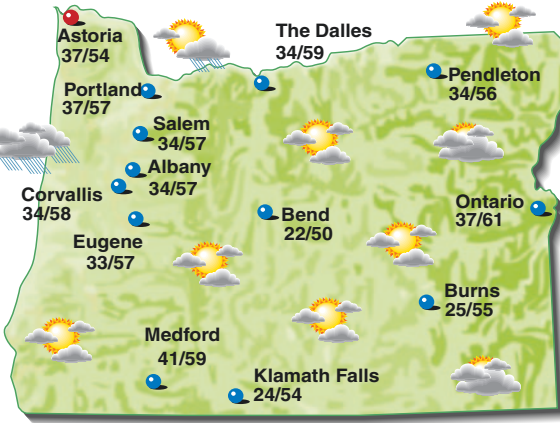 Astoria
37/54
The Dalles
34/59
Pendleton
34/56
Portland
37/57
Salem
34/57
Albany
34/57
Corvallis
34/58
Eugene
33/57
Bend
22/50
Ontario
37/61
Burns
25/55
Medford
41/59
Klamath Falls
24/54